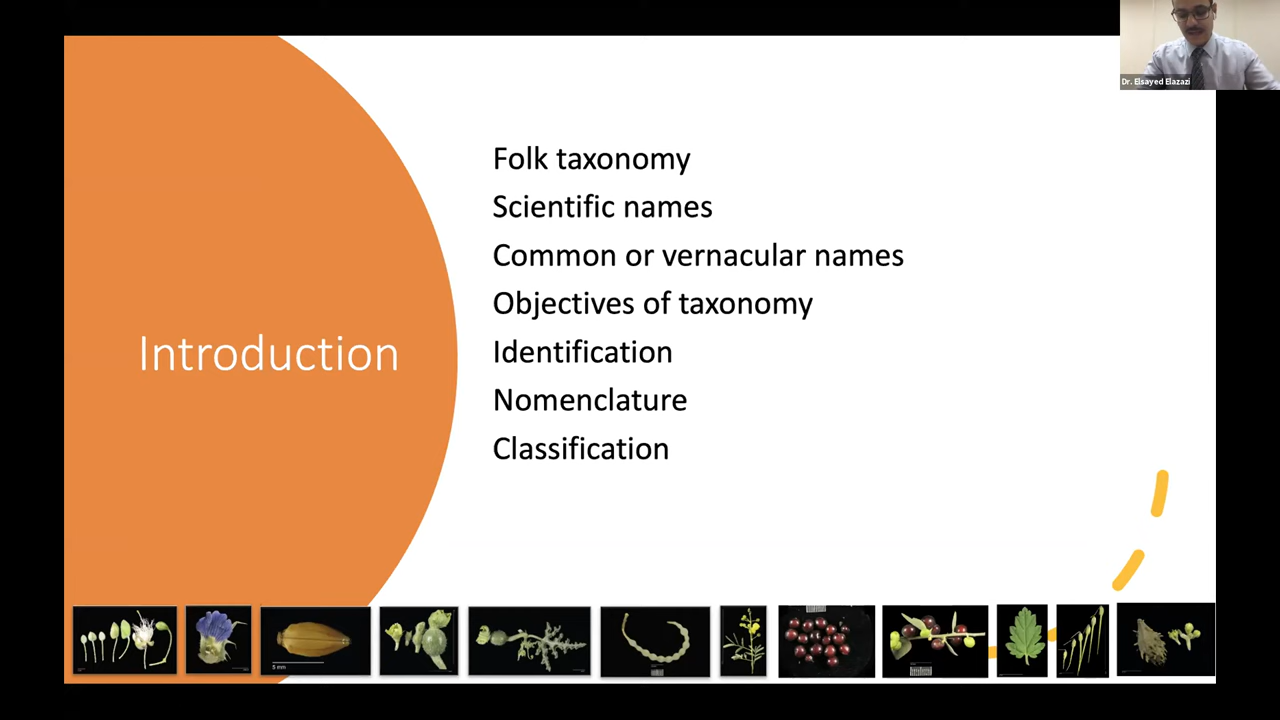 Dr. Elsayed Elazazi
Folk taxonomy
Scientific names
Common or vernacular names
Objectives of taxonomy
Identification
Nomenclature
Classification
Introduction
5 mm